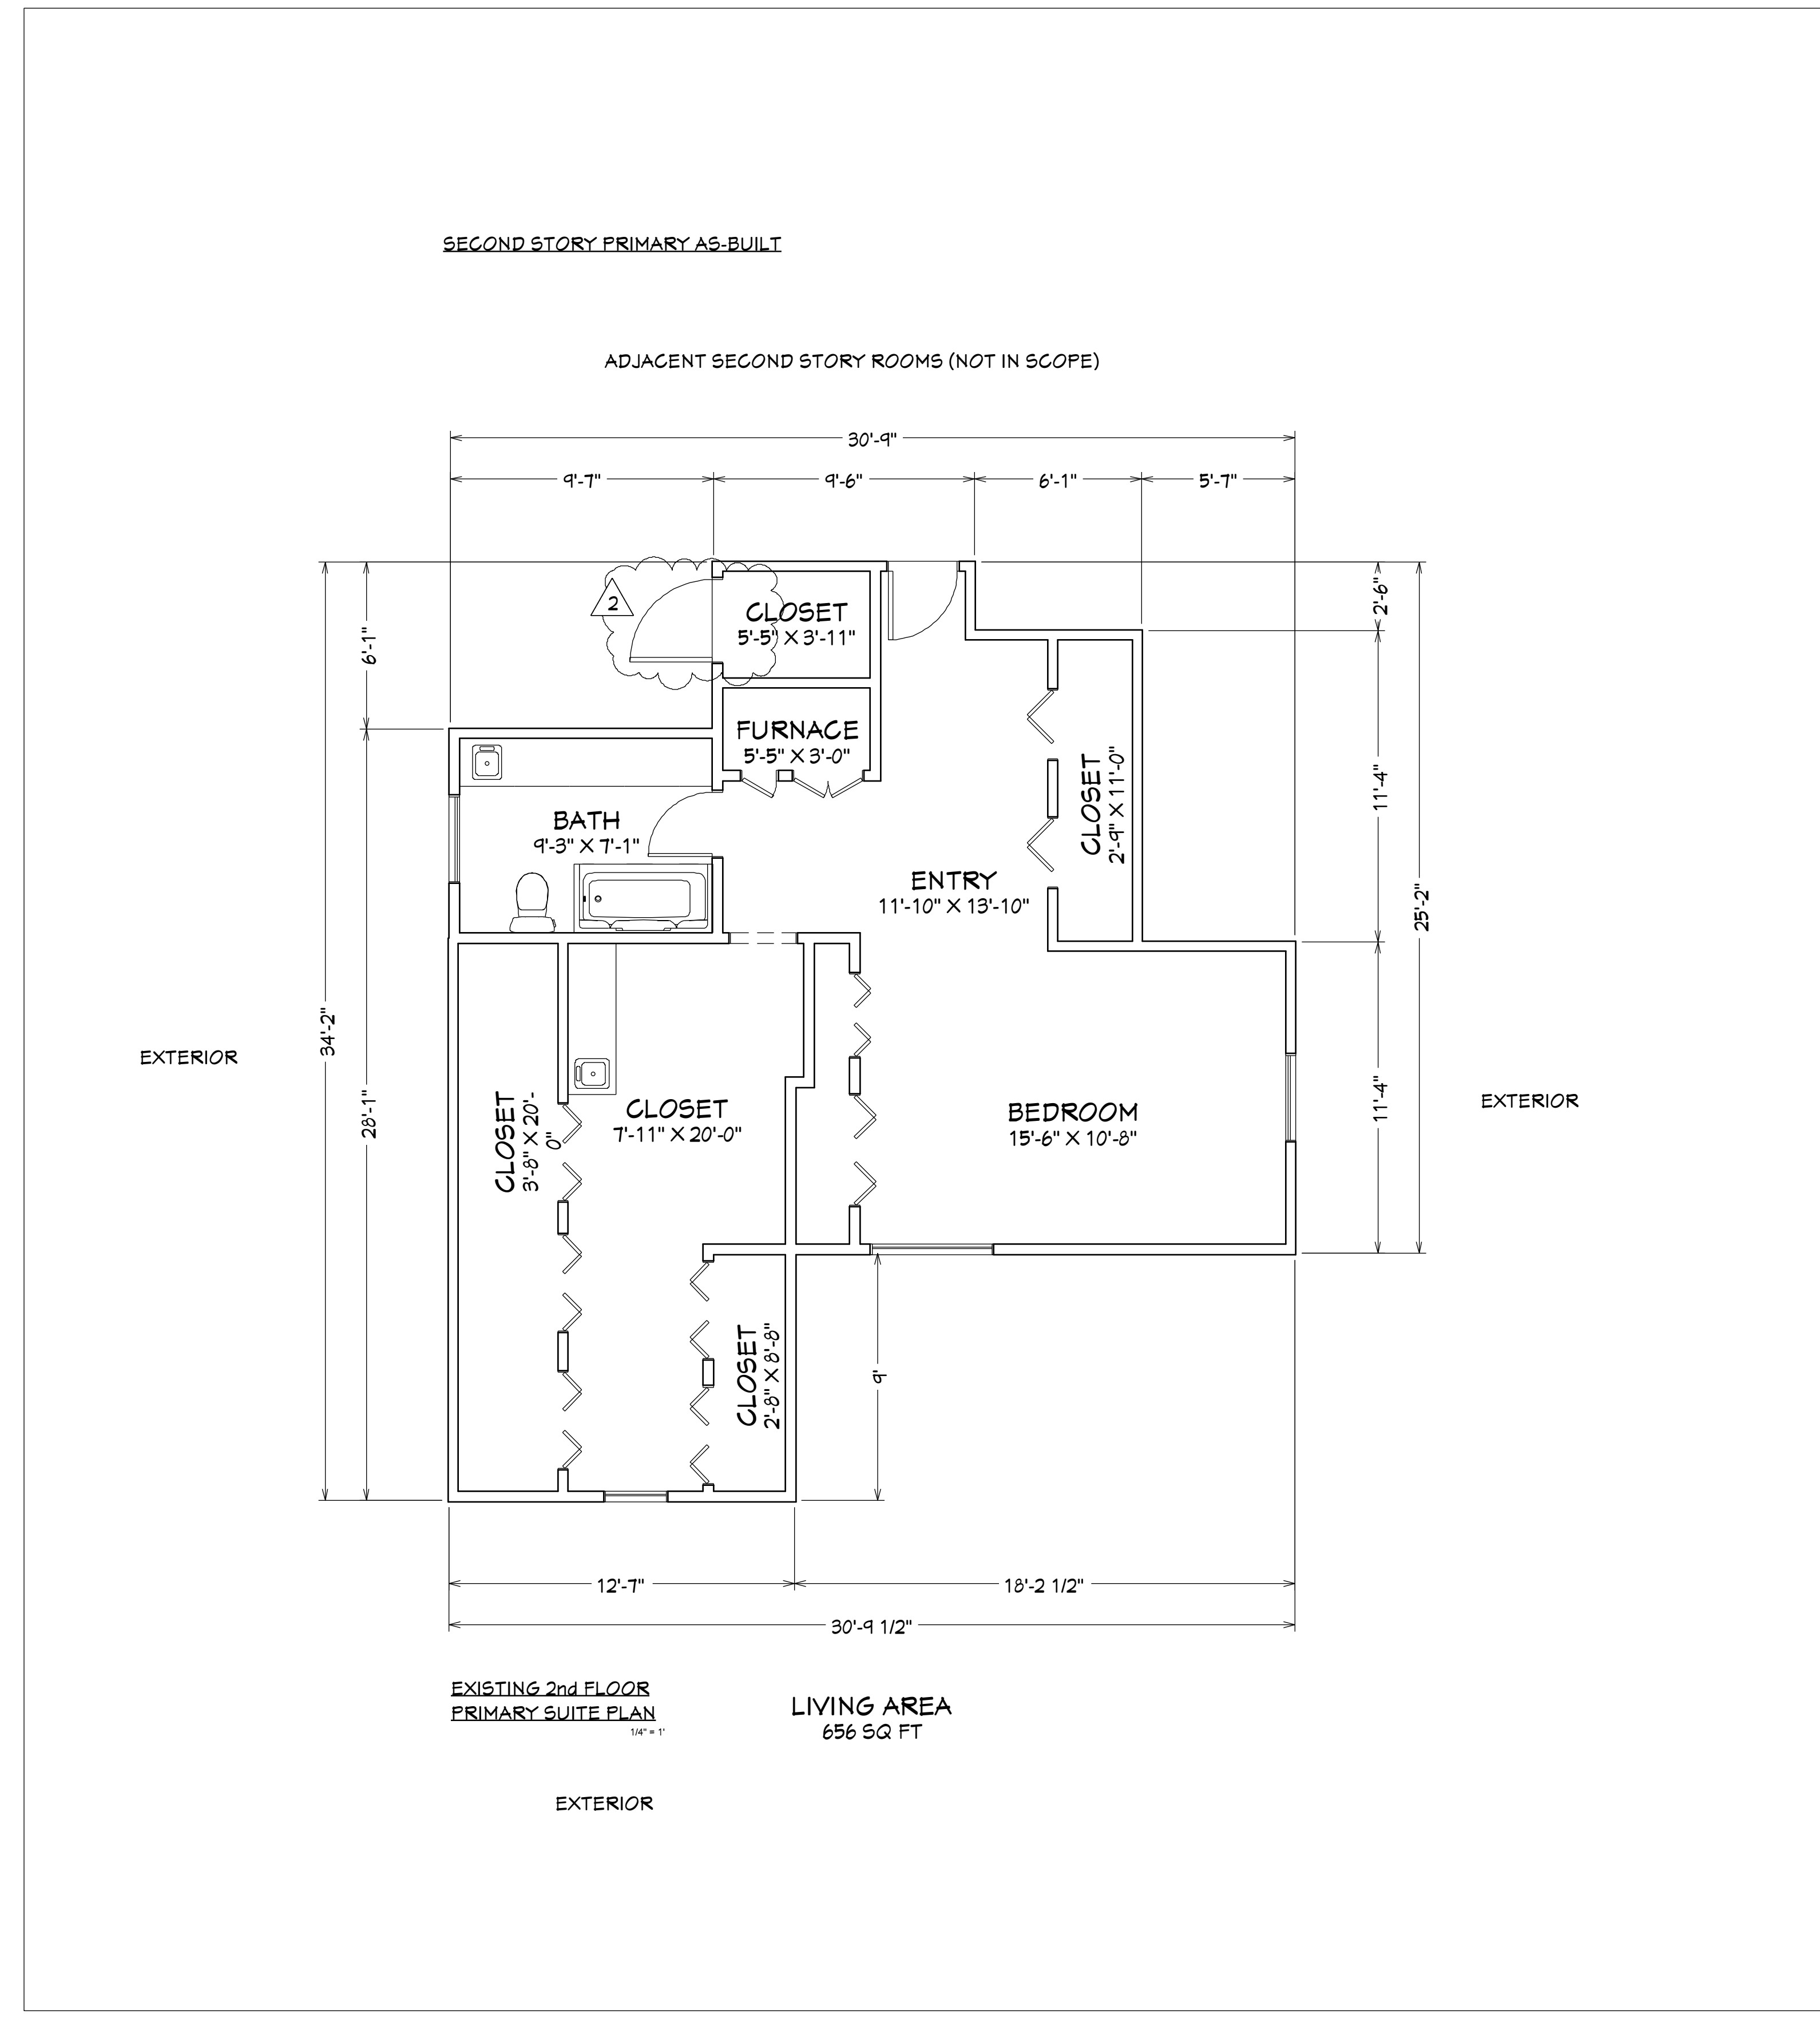 SECOND STORY PRIMARY AS-BUILT
ADJACENT SECOND STORY ROOMS (NOT IN SCOPE)
30'-9"
9'-7"
9'-6"
6'-1"
5'-7"
2
CLOSET
5'-5" X 3'-11"
2'-6"
6'-1"
FURNACE
5'-5" X 3'-0"
CLOSET
2'-9" X 11'-0"
11'-4"
BATH
9'-3" X 7'-1"
ENTRY
11'-10" X 13'-10"
25'-2"
34'-2"
EXTERIOR
28'-1"
CLOSET
3'-8" X 20'-
0"
CLOSET
7'-11" X 20'-0"
BEDROOM
15'-6" X 10'-8"
11'-4"
EXTERIOR
CLOSET
2'-8" X 8'-8"
9'
12'-7"
18'-2 1/2"
30'-9 1/2"
EXISTING 2nd FLOOR
PRIMARY SUITE PLAN
1/4" = 1'
LIVING AREA
656 SQ FT
EXTERIOR